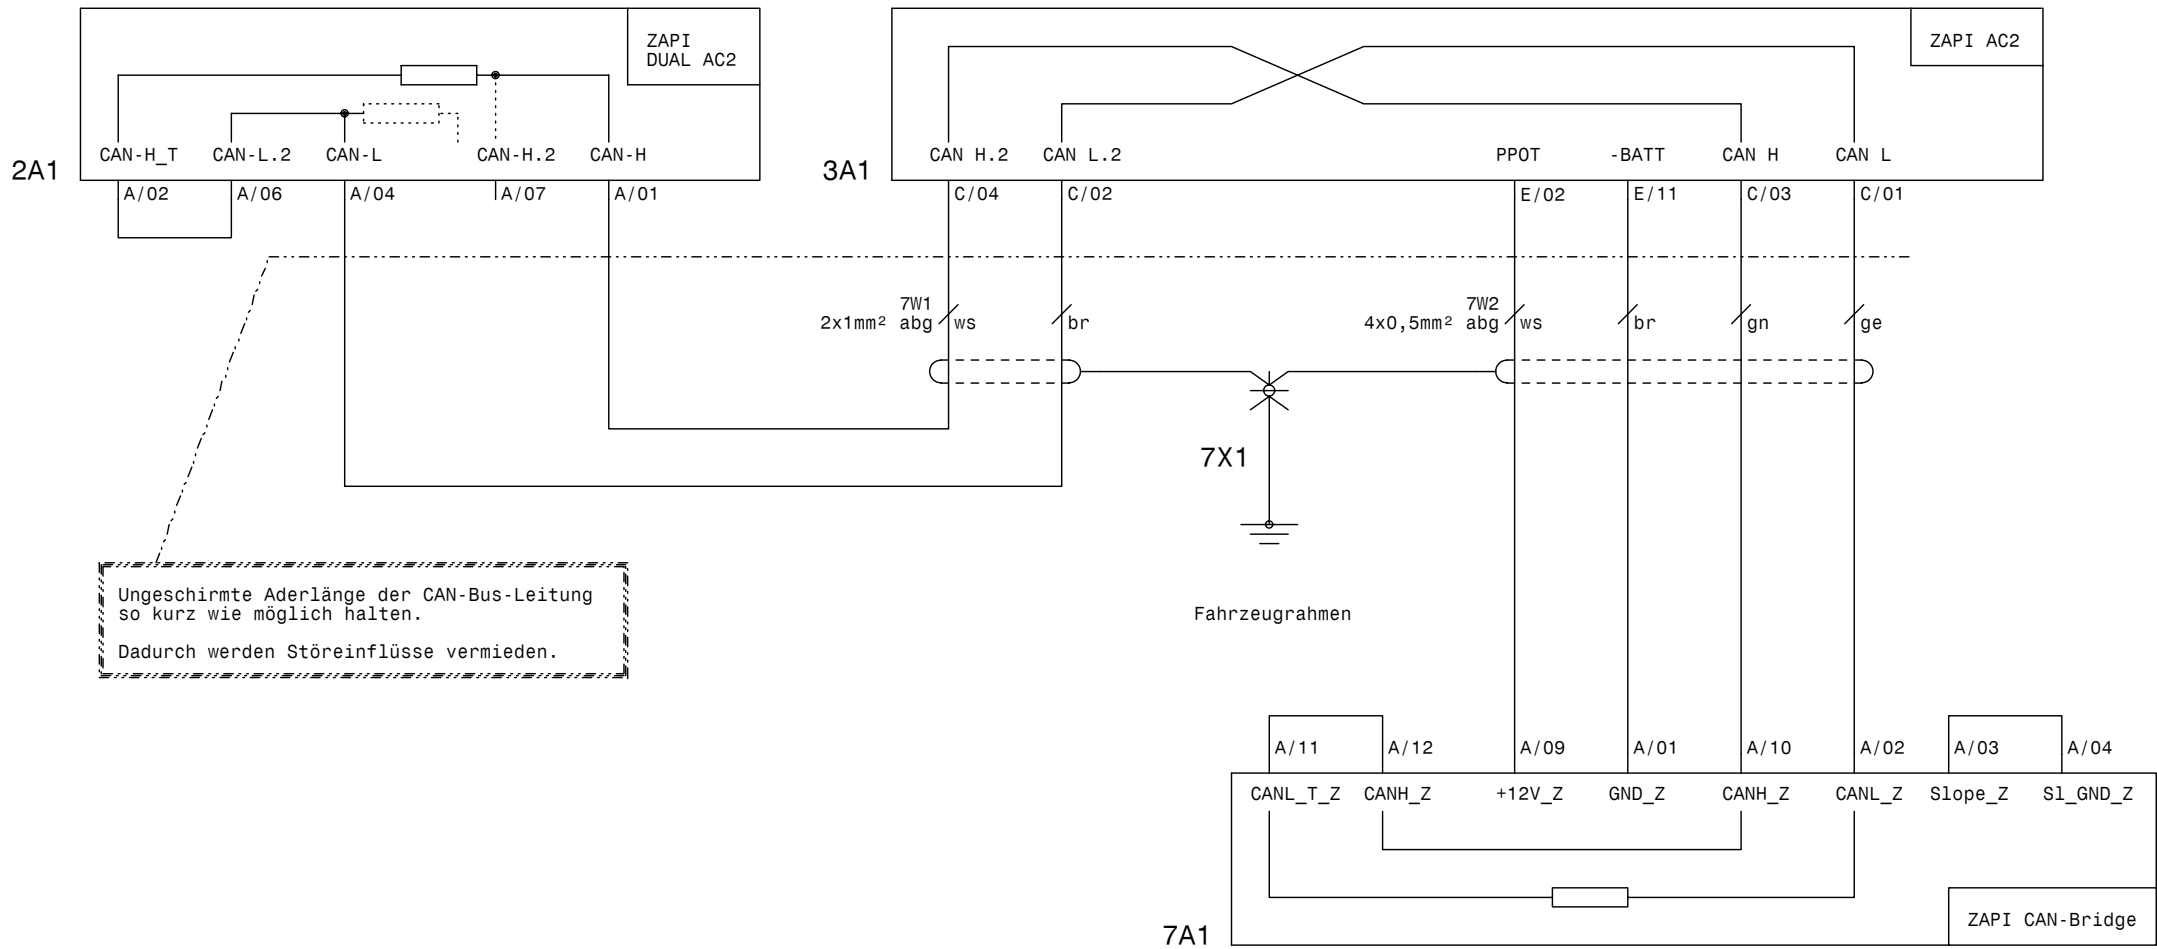 ZAPI
DUAL AC2
ZAPI AC2
CAN-H_T CAN-L.2 CAN-L CAN-H.2 CAN-H
CAN H.2 CAN L.2 PPOT -BATT CAN H CAN L
2A1
3A1
A/02 A/06 A/04 A/07 A/01
C/04 C/02 E/02 E/11 C/03 C/01
7W1
2x1mm² abg ws br
7W2
4x0,5mm² abg ws br gn ge
7X1
Ungeschirmte Aderlänge der CAN-Bus-Leitung
so kurz wie möglich halten.
Dadurch werden Störeinflüsse vermieden.
Fahrzeugrahmen
A/11 A/12 A/09 A/01 A/10 A/02 A/03 A/04
CANL_T_Z CANH_Z +12V_Z GND_Z CANH_Z CANL_Z Slope_Z Sl_GND_Z
ZAPI CAN-Bridge
7A1